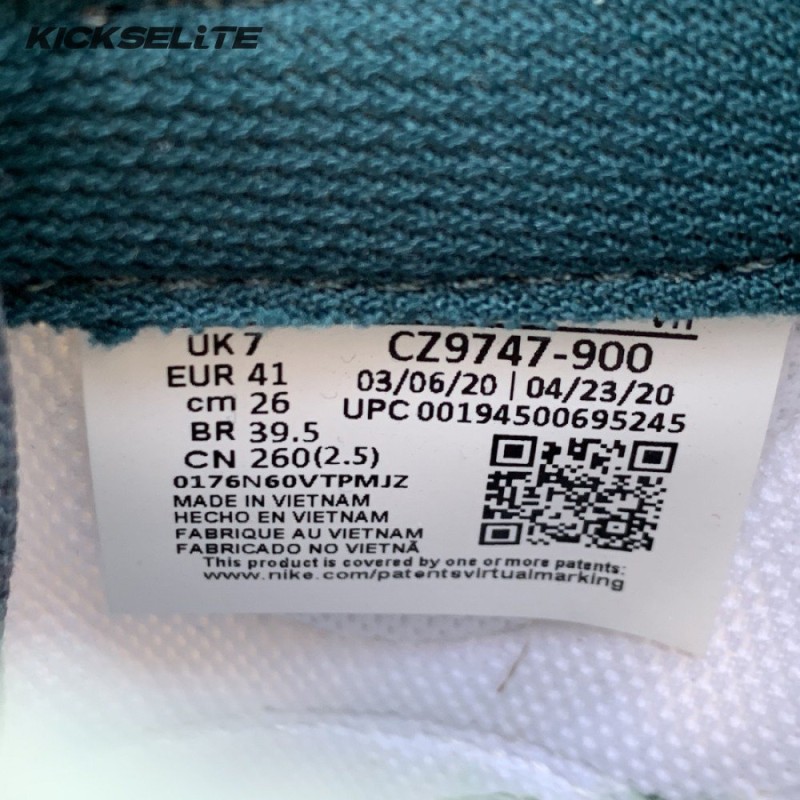 KICKSELITE
UK 7
EUR 41
cm 26
BR 39.5
CN 260(2.5)
CZ9747-900
03/06/20 | 04/23/20
UPC 00194500695245
0176N60VTPMJZ
MADE IN VIETNAM
HECHO EN VIETNAM
FABRIQUE AU VIETNAM
FABRICADO NO VIETNÃ
This product is covered by one or more patents:
www.nike.com/patentsvirtualmarking